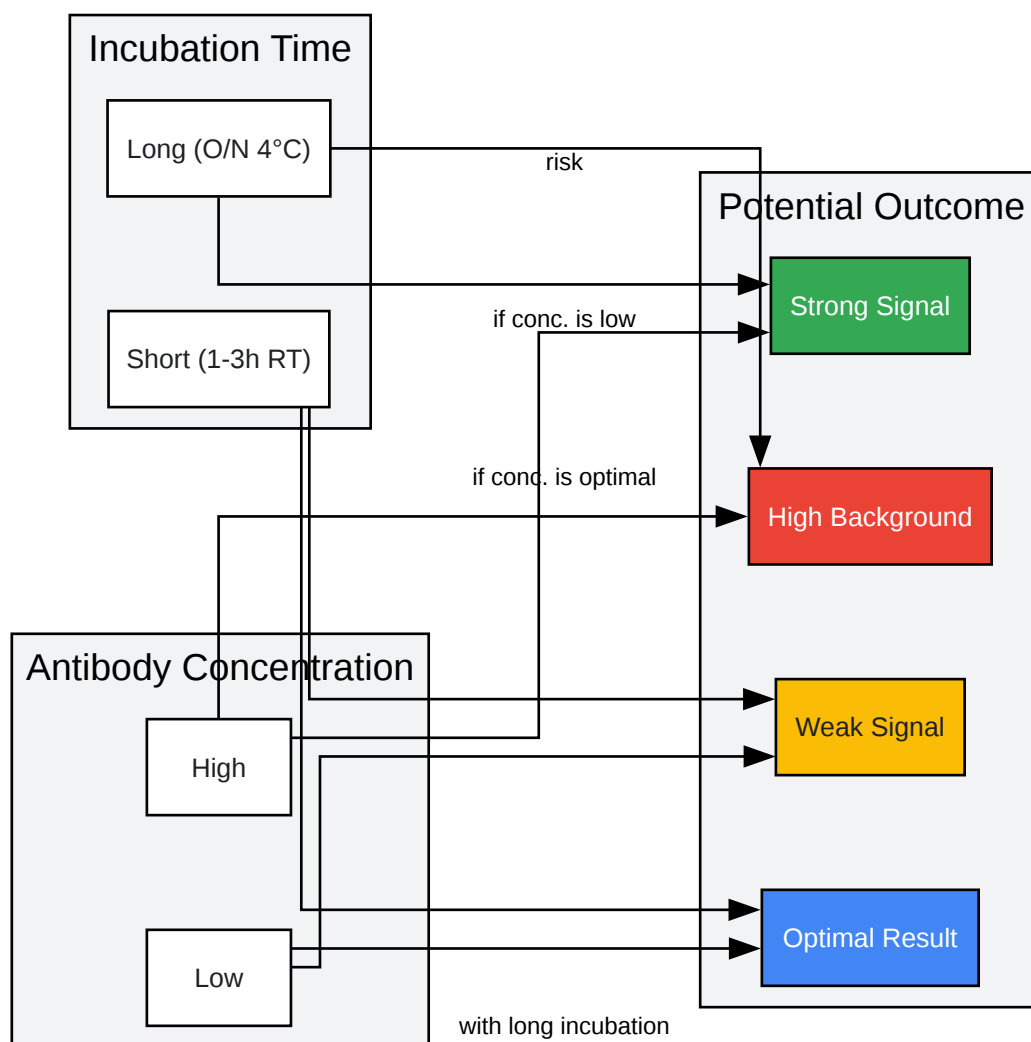 Incubation Time
Long (O/N 4°C)
Short (1-3h RT)
risk
if conc. is low
if conc. is optimal
Potential Outcome
Strong Signal
High Background
Weak Signal
Optimal Result
Antibody Concentration
High
Low
with long incubation